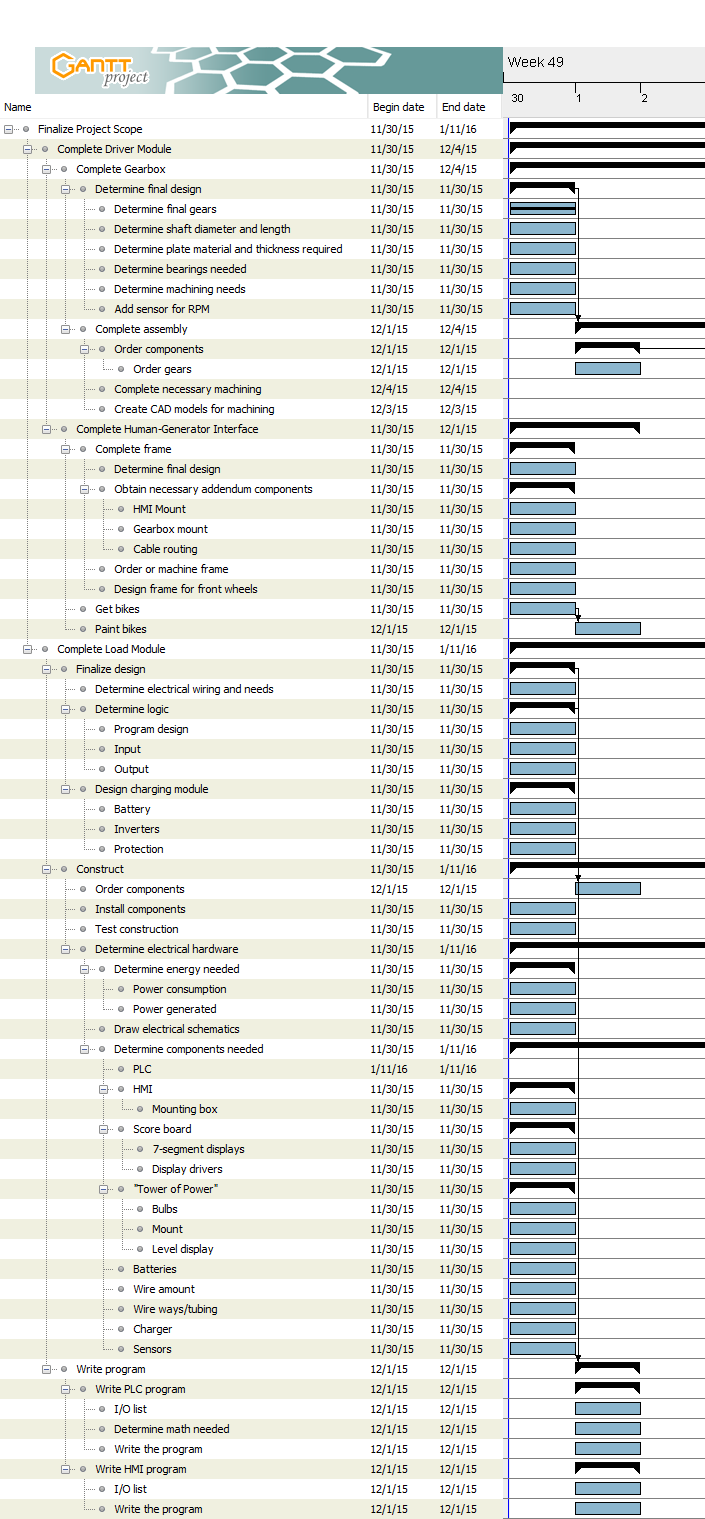 GANTT project
Week 49
Name Begin date End date 30 1 2
Finalize Project Scope 11/30/15 1/11/16
Complete Driver Module 11/30/15 12/4/15
Complete Gearbox 11/30/15 12/4/15
Determine final design 11/30/15 11/30/15
Determine final gears 11/30/15 11/30/15
Determine shaft diameter and length 11/30/15 11/30/15
Determine plate material and thickness required 11/30/15 11/30/15
Determine bearings needed 11/30/15 11/30/15
Determine machining needs 11/30/15 11/30/15
Add sensor for RPM 11/30/15 11/30/15
Complete assembly 12/1/15 12/4/15
Order components 12/1/15 12/1/15
Order gears 12/1/15 12/1/15
Complete necessary machining 12/4/15 12/4/15
Create CAD models for machining 12/3/15 12/3/15
Complete Human-Generator Interface 11/30/15 12/1/15
Complete frame 11/30/15 11/30/15
Determine final design 11/30/15 11/30/15
Obtain necessary addendum components 11/30/15 11/30/15
HMI Mount 11/30/15 11/30/15
Gearbox mount 11/30/15 11/30/15
Cable routing 11/30/15 11/30/15
Order or machine frame 11/30/15 11/30/15
Design frame for front wheels 11/30/15 11/30/15
Get bikes 11/30/15 11/30/15
Paint bikes 12/1/15 12/1/15
Complete Load Module 11/30/15 1/11/16
Finalize design 11/30/15 11/30/15
Determine electrical wiring and needs 11/30/15 11/30/15
Determine logic 11/30/15 11/30/15
Program design 11/30/15 11/30/15
Input 11/30/15 11/30/15
Output 11/30/15 11/30/15
Design charging module 11/30/15 11/30/15
Battery 11/30/15 11/30/15
Inverters 11/30/15 11/30/15
Protection 11/30/15 11/30/15
Construct 11/30/15 1/11/16
Order components 12/1/15 12/1/15
Install components 11/30/15 11/30/15
Test construction 11/30/15 11/30/15
Determine electrical hardware 11/30/15 1/11/16
Determine energy needed 11/30/15 11/30/15
Power consumption 11/30/15 11/30/15
Power generated 11/30/15 11/30/15
Draw electrical schematics 11/30/15 11/30/15
Determine components needed 11/30/15 1/11/16
PLC 1/11/16 1/11/16
HMI 11/30/15 11/30/15
Mounting box 11/30/15 11/30/15
Score board 11/30/15 11/30/15
7-segment displays 11/30/15 11/30/15
Display drivers 11/30/15 11/30/15
"Tower of Power" 11/30/15 11/30/15
Bulbs 11/30/15 11/30/15
Mount 11/30/15 11/30/15
Level display 11/30/15 11/30/15
Batteries 11/30/15 11/30/15
Wire amount 11/30/15 11/30/15
Wire ways/tubing 11/30/15 11/30/15
Charger 11/30/15 11/30/15
Sensors 11/30/15 11/30/15
Write program 12/1/15 12/1/15
Write PLC program 12/1/15 12/1/15
I/O list 12/1/15 12/1/15
Determine math needed 12/1/15 12/1/15
Write the program 12/1/15 12/1/15
Write HMI program 12/1/15 12/1/15
I/O list 12/1/15 12/1/15
Write the program 12/1/15 12/1/15